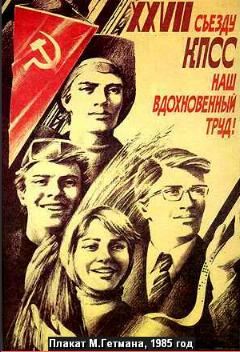 XXVII СЪЕЗДУ
КПСС
НАШ
ВДОХНОВЕННЫЙ
ТРУД!
Плакат М.Гетмана, 1985 год